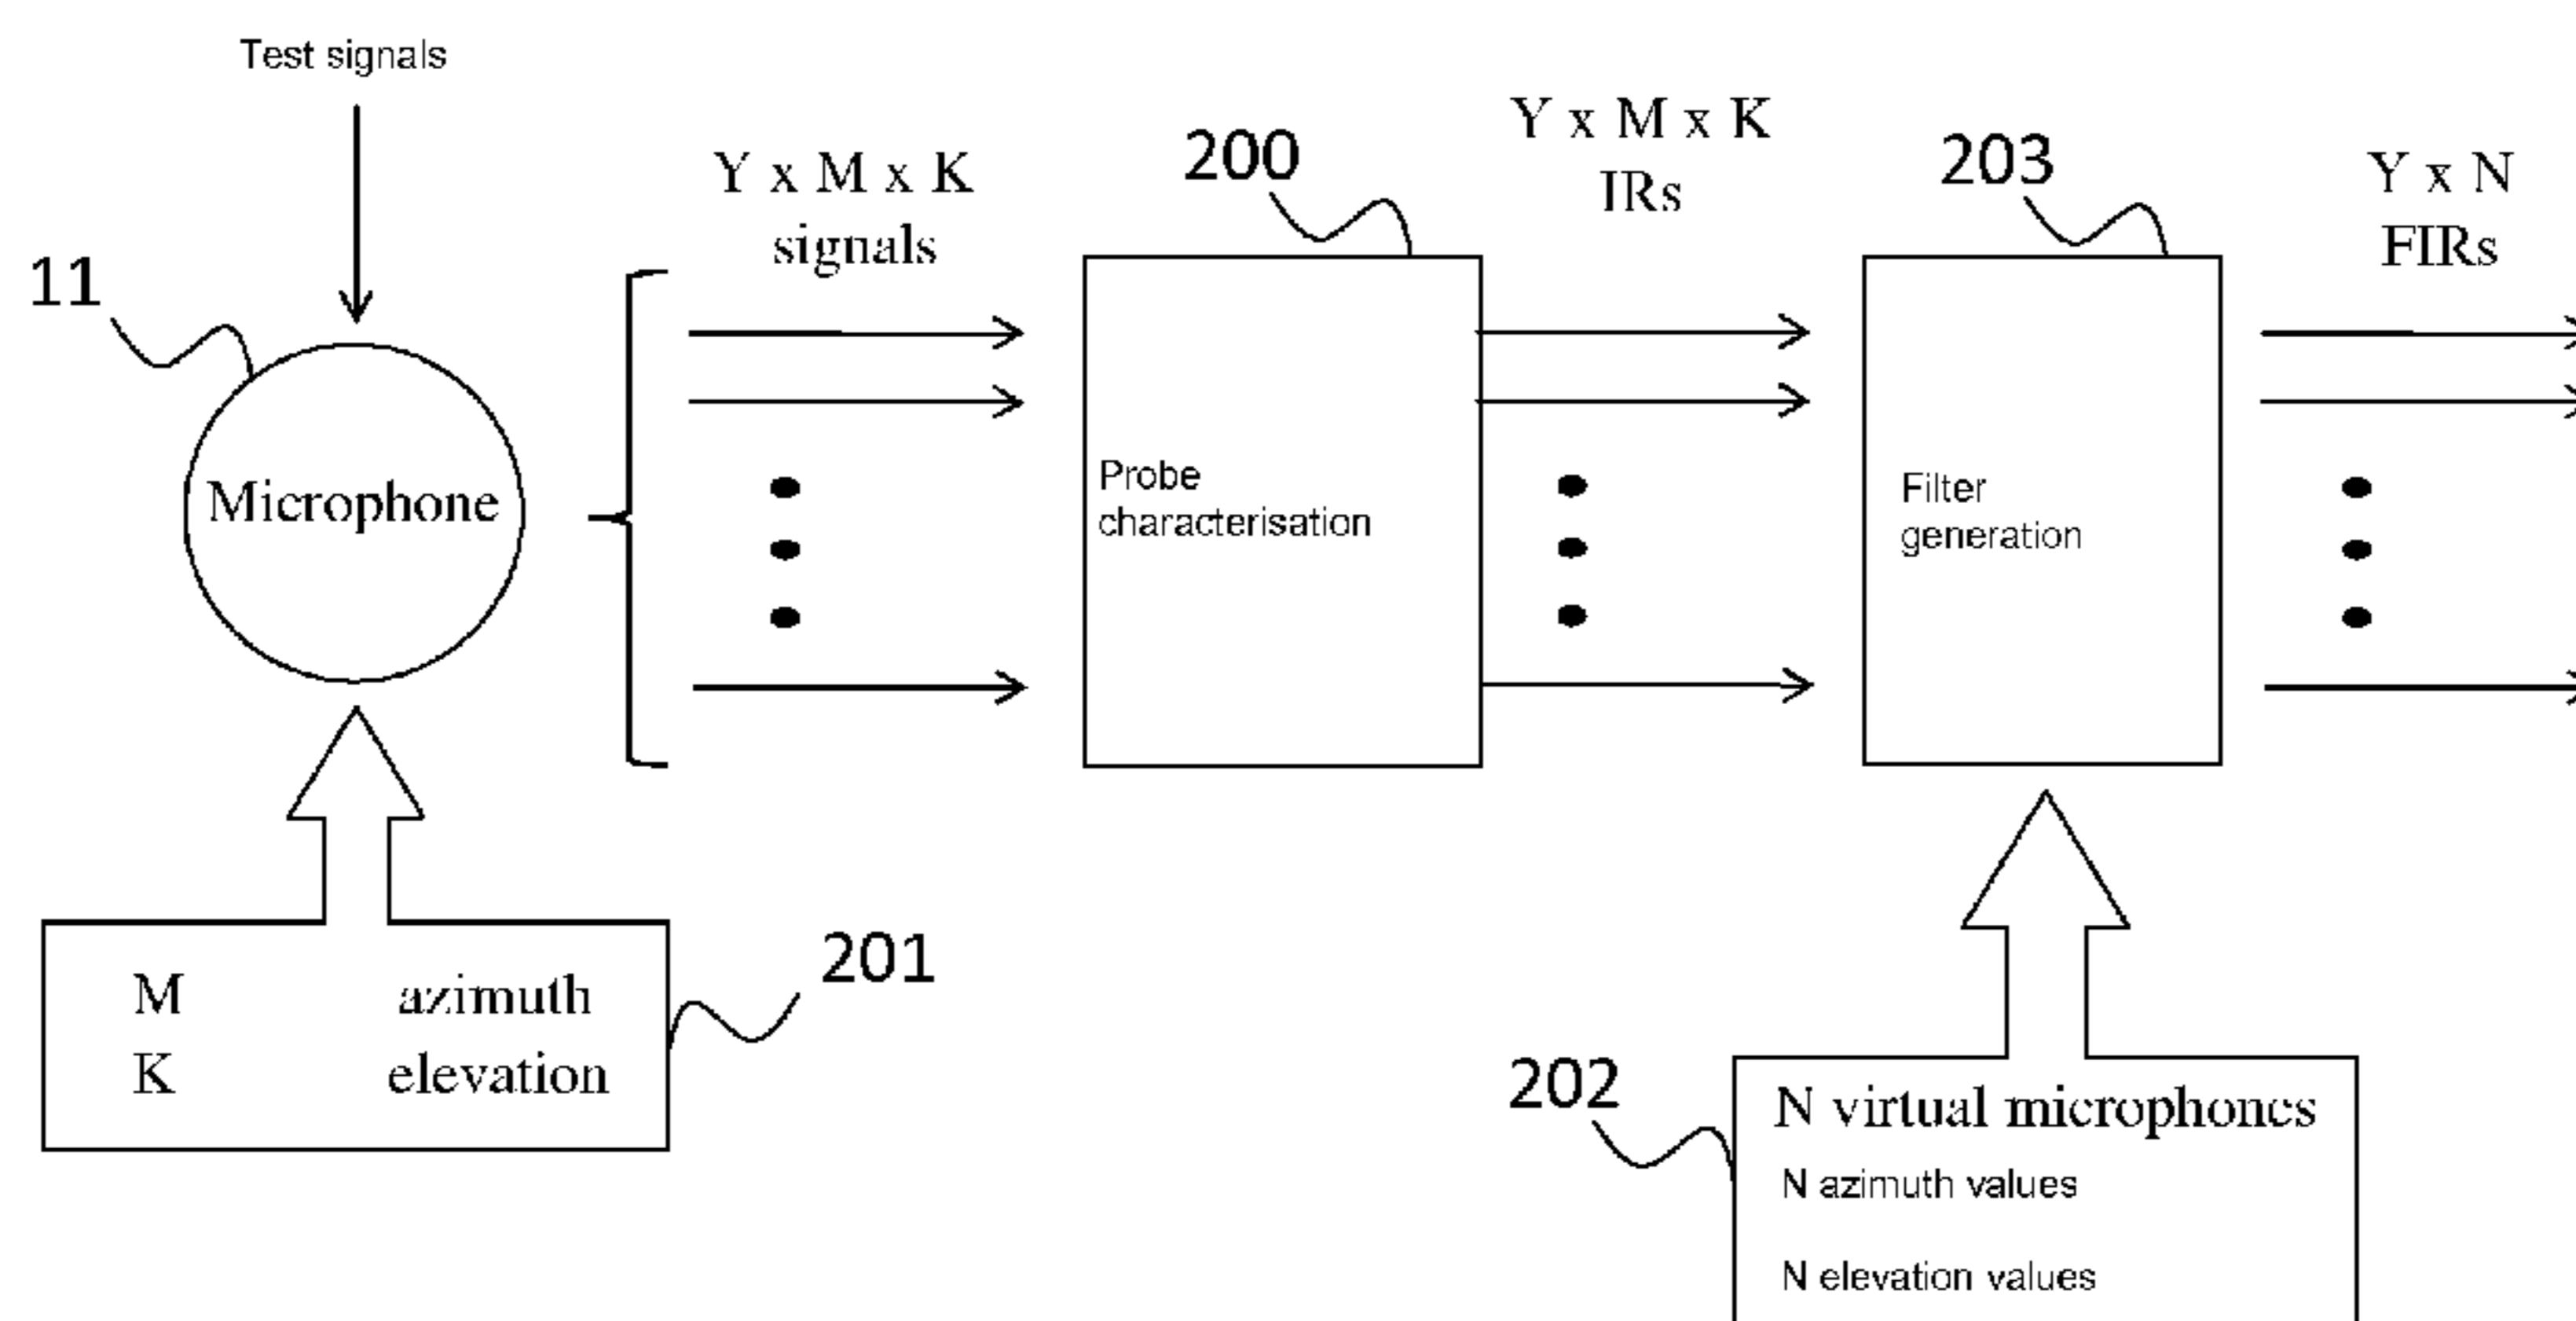 Test signals
11
Microphone
Y x M x K
signals
200
Probe
characterisation
Y x M x K
IRs
203
Filter
generation
Y x N
FIRs
M azimuth
K elevation
201
202
N virtual microphones
N azimuth values
N elevation values